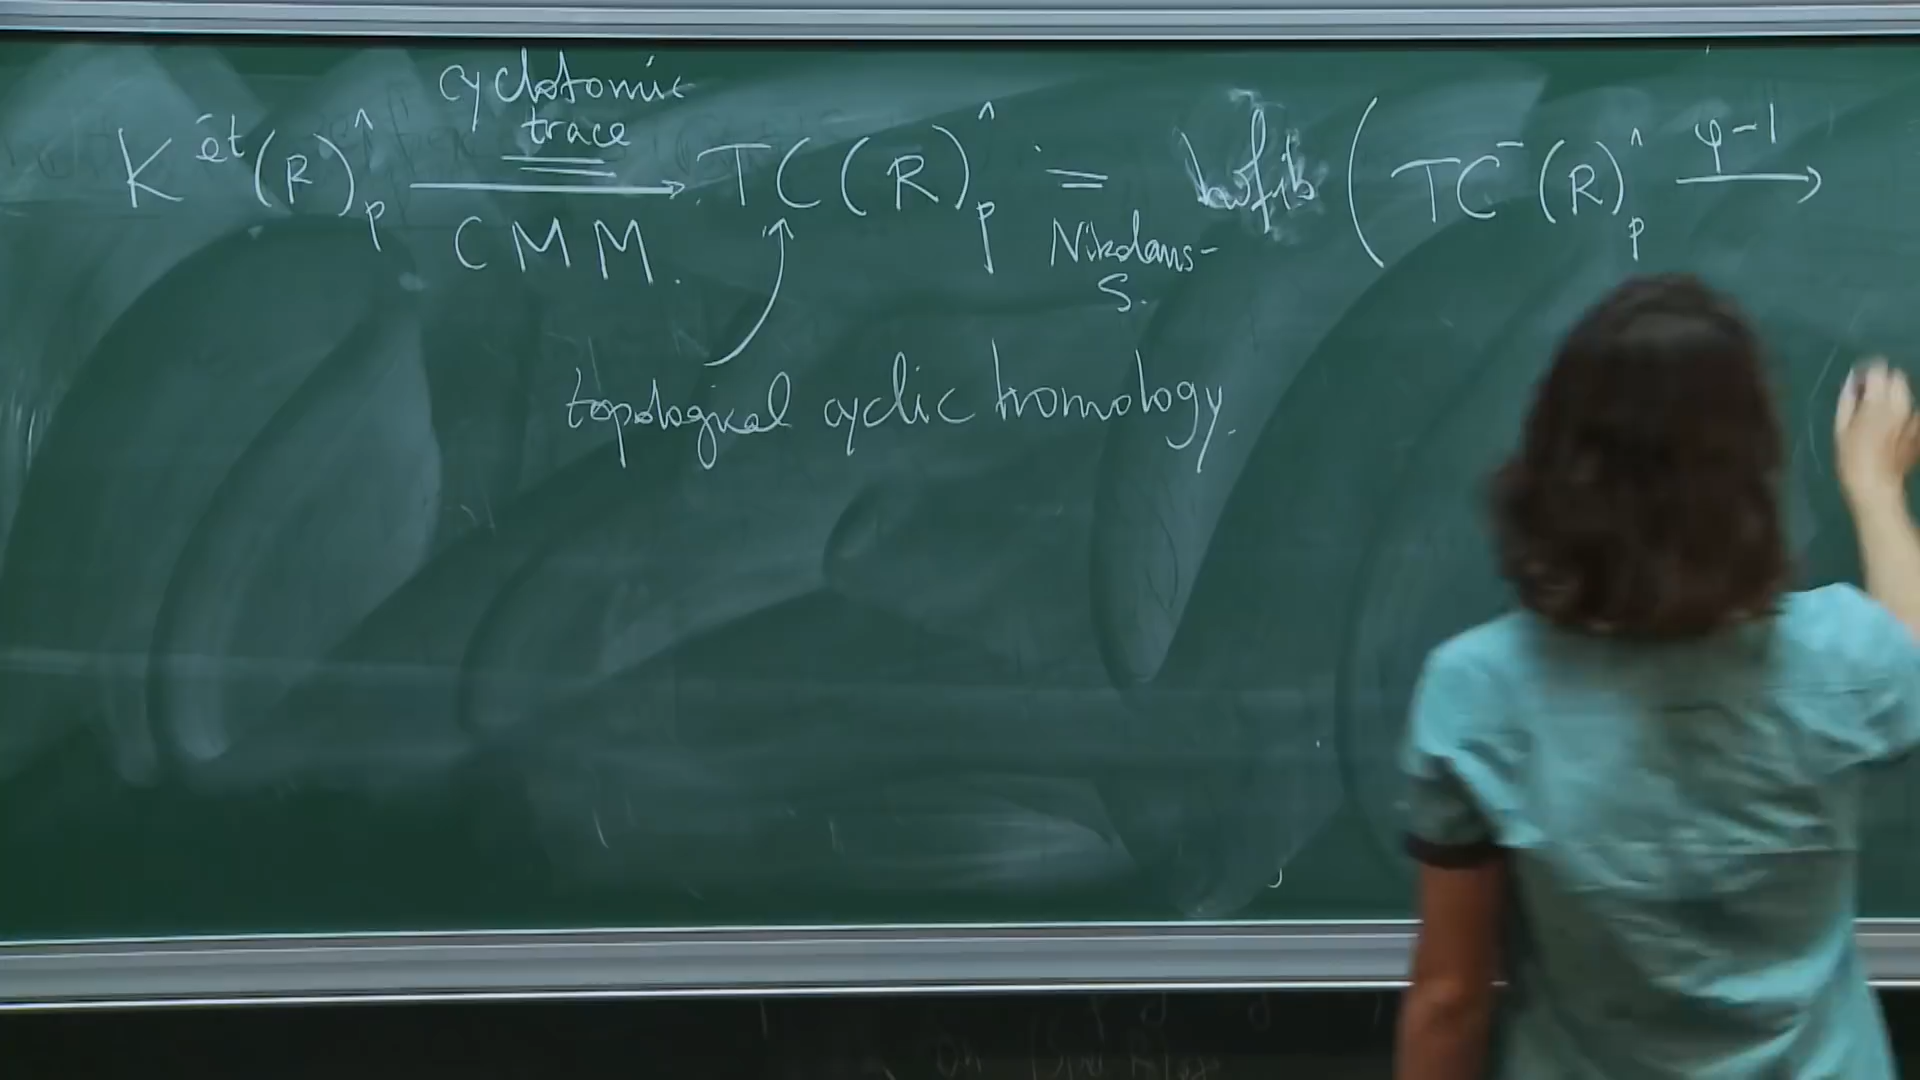 cyclotomic
trace
K^ét(R)^_p ⟶ TC(R)^_p = hofib ( TC⁻(R)^_p φ-1 ⟶
CMM.
Nikolaus-
S.
topological cyclic homology.